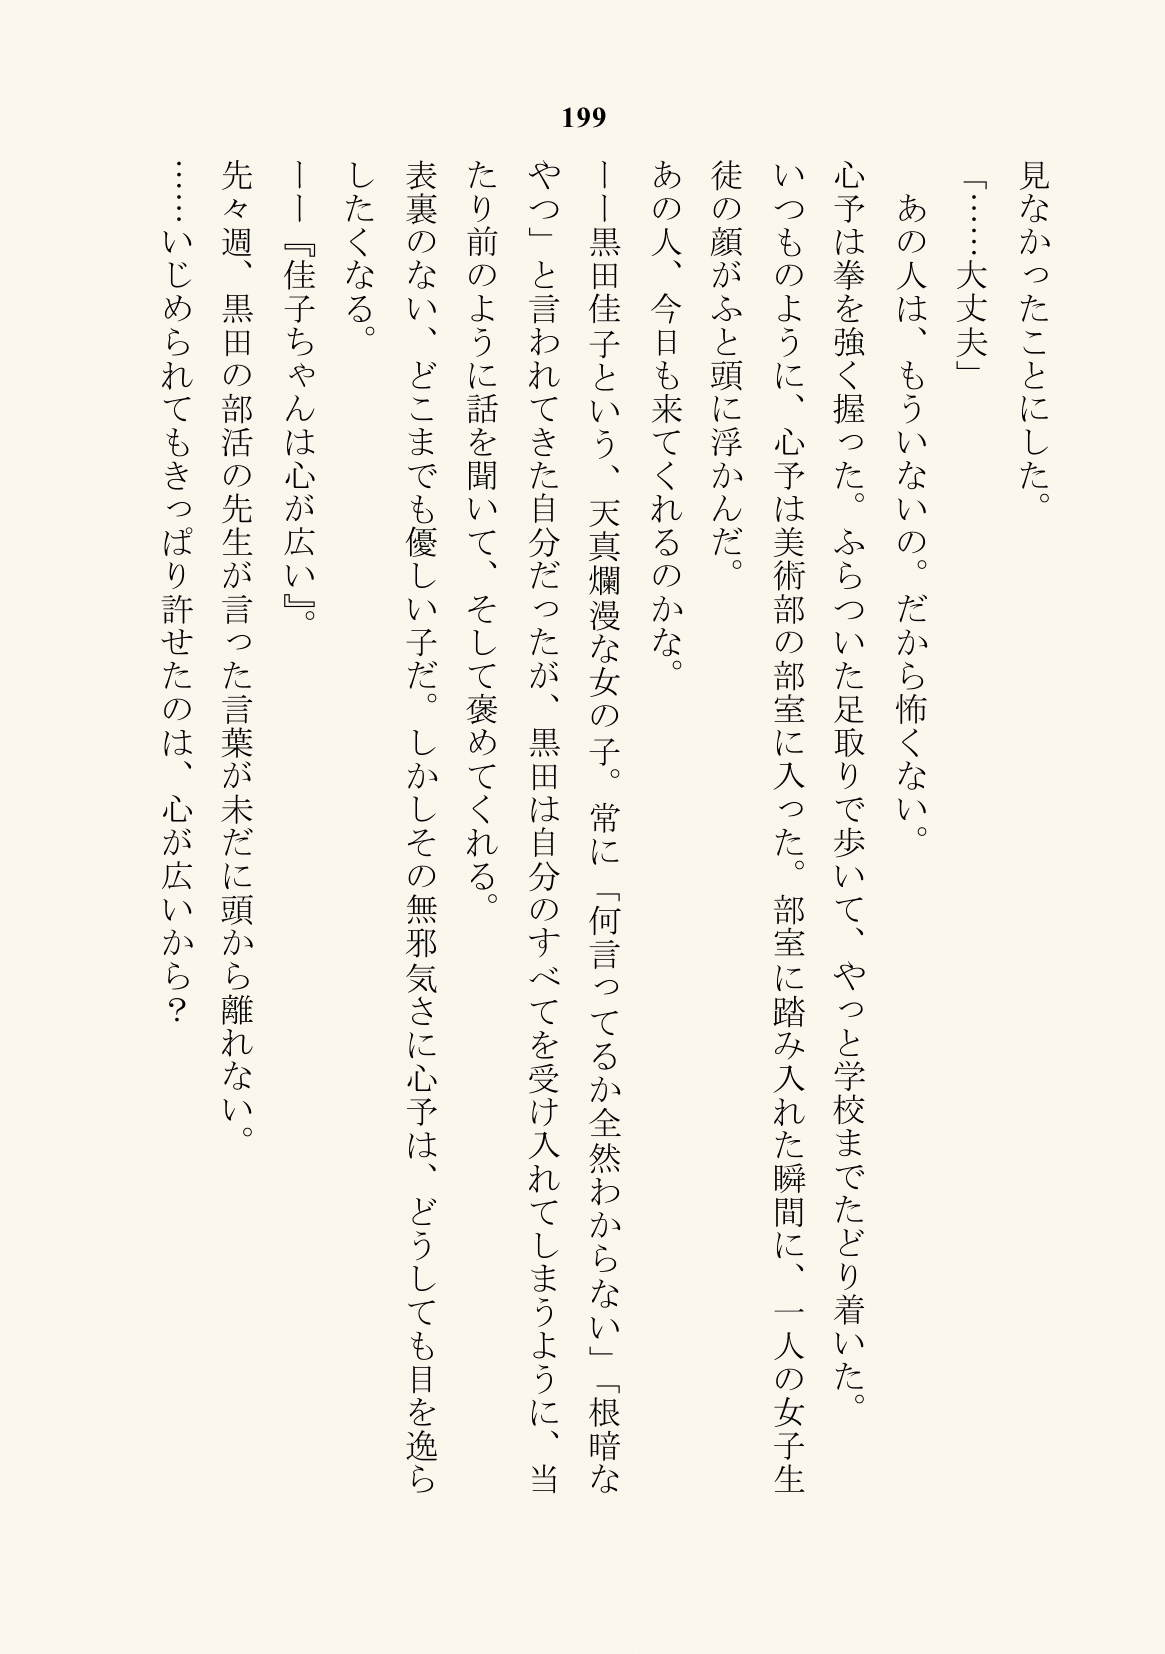 199
見なかったことにした。
「……大丈夫」
　あの人は、もういないの。だから怖くない。
心予は拳を強く握った。ふらついた足取りで歩いて、やっと学校までたどり着いた。
いつものように、心予は美術部の部室に入った。部室に踏み入れた瞬間に、一人の女子生
徒の顔がふと頭に浮かんだ。
あの人、今日も来てくれるのかな。
ーー黒田佳子という、天真爛漫な女の子。常に「何言ってるか全然わからない」「根暗な
やつ」と言われてきた自分だったが、黒田は自分のすべてを受け入れてしまうように、当
たり前のように話を聞いて、そして褒めてくれる。
表裏のない、どこまでも優しい子だ。しかしその無邪気さに心予は、どうしても目を逸ら
したくなる。
ーー『佳子ちゃんは心が広い』。
先々週、黒田の部活の先生が言った言葉が未だに頭から離れない。
……いじめられてもきっぱり許せたのは、心が広いから？